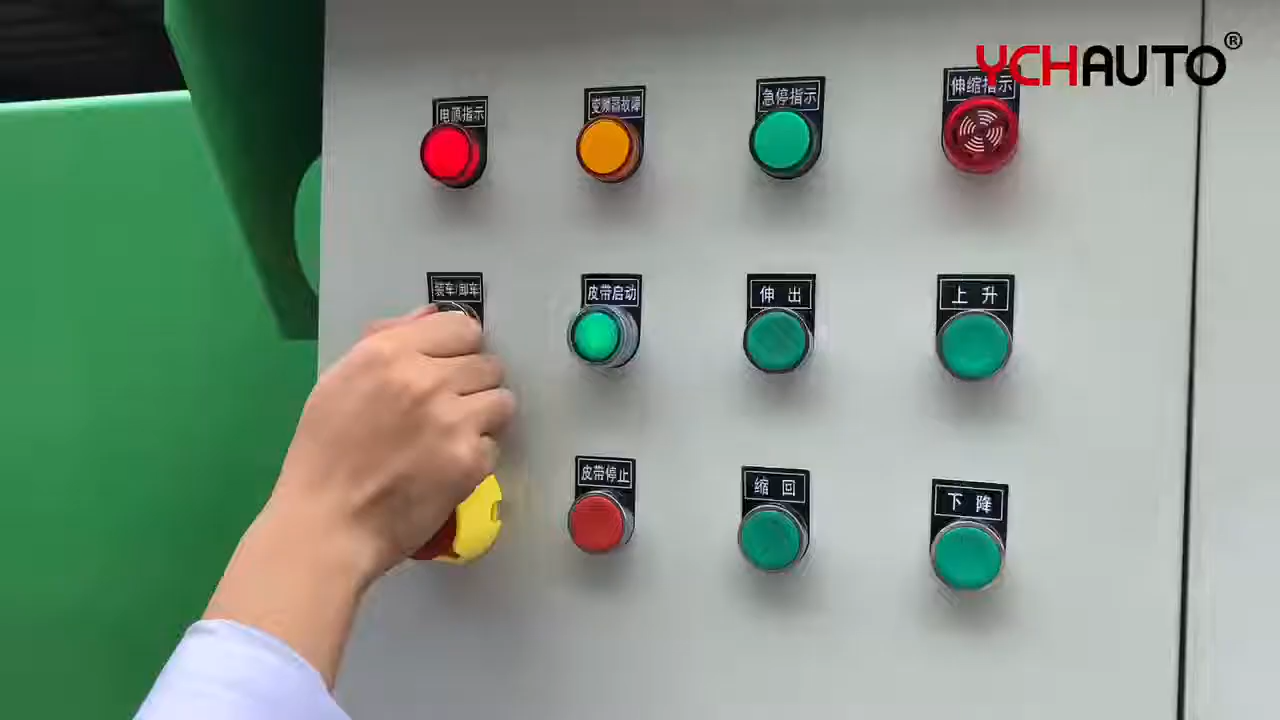 YCHAUTO®
电源指示
变频器故障
急停指示
伸缩指示
装车/卸车
皮带启动
伸 出
上 升
皮带停止
缩 回
下 降